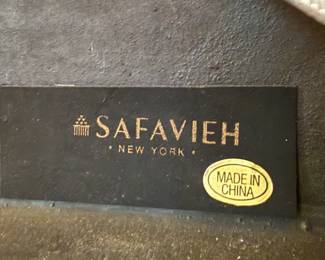 SAFAVIEH
• NEW YORK •
MADE IN
CHINA